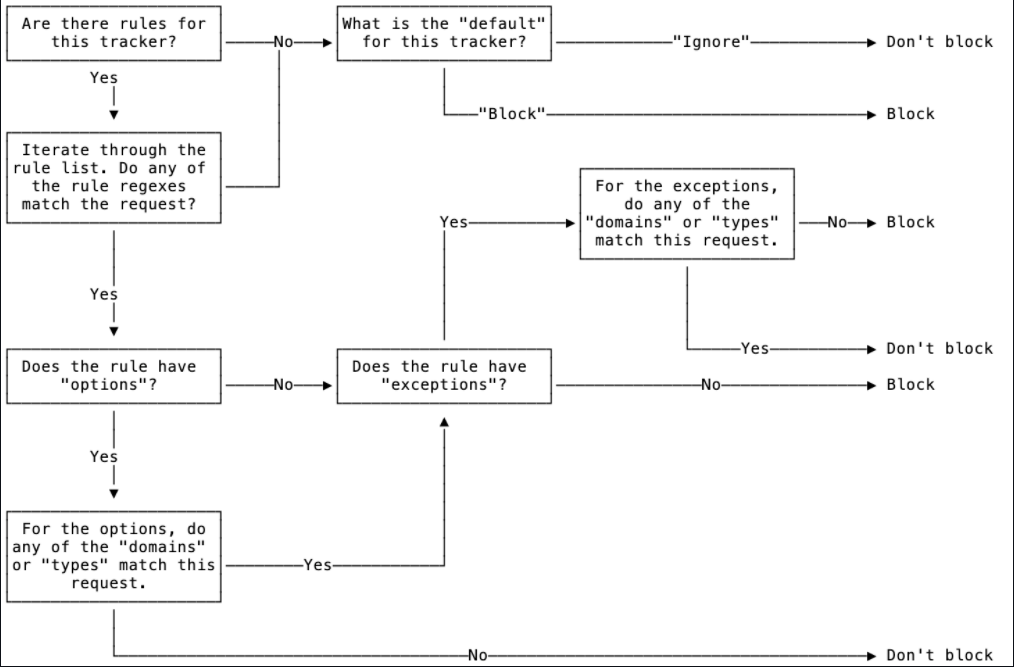 Are there rules for
this tracker?
No
What is the "default"
for this tracker?
"Ignore"
Don't block
Yes
"Block"
Block
Iterate through the
rule list. Do any of
the rule regexes
match the request?
For the exceptions,
do any of the
"domains" or "types"
match this request.
Yes
No
Block
Yes
Yes
Don't block
Does the rule have
"options"?
No
Does the rule have
"exceptions"?
No
Block
Yes
For the options, do
any of the "domains"
or "types" match this
request.
Yes
No
Don't block